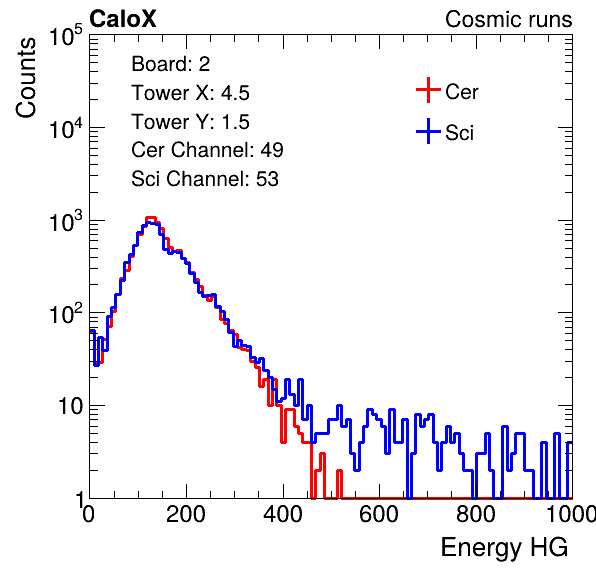 CaloX Cosmic runs
Counts
10^5
10^4
10^3
10^2
10
1
Board: 2
Tower X: 4.5
Tower Y: 1.5
Cer Channel: 49
Sci Channel: 53
Cer
Sci
0 200 400 600 800 1000
Energy HG